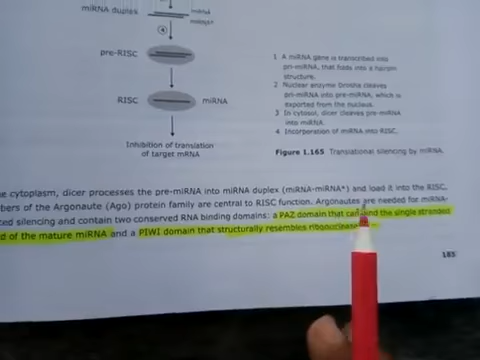 miRNA duplex
miRNA
miRNA*
4
pre-RISC
RISC
miRNA
Inhibition of translation
of target mRNA
1 A miRNA gene is transcribed into
pri-miRNA, that folds into a hairpin
structure.
2 Nuclear enzyme Drosha cleaves
pri-miRNA into pre-miRNA, which is
exported from the nucleus.
3 In cytosol, dicer cleaves pre-miRNA
into miRNA.
4 Incorporation of miRNA into RISC.
Figure 1.165 Translational silencing by miRNA.
cytoplasm, dicer processes the pre-miRNA into miRNA duplex (miRNA-miRNA*) and load it into the RISC.
of the Argonaute (Ago) protein family are central to RISC function. Argonautes are needed for miRNA-
silencing and contain two conserved RNA binding domains: a PAZ domain that can the single stranded
of the mature miRNA and a PIWI domain that structurally resembles
185